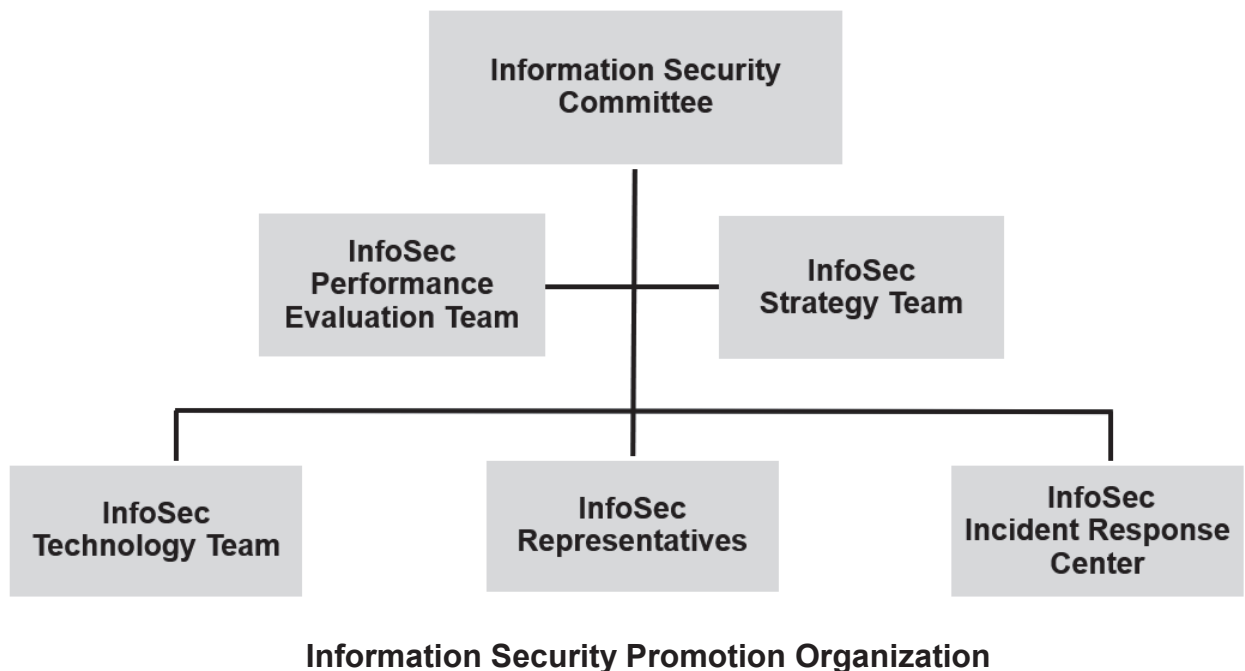 Information Security
Committee
InfoSec
Performance
Evaluation Team
InfoSec
Strategy Team
InfoSec
Technology Team
InfoSec
Representatives
InfoSec
Incident Response
Center
Information Security Promotion Organization